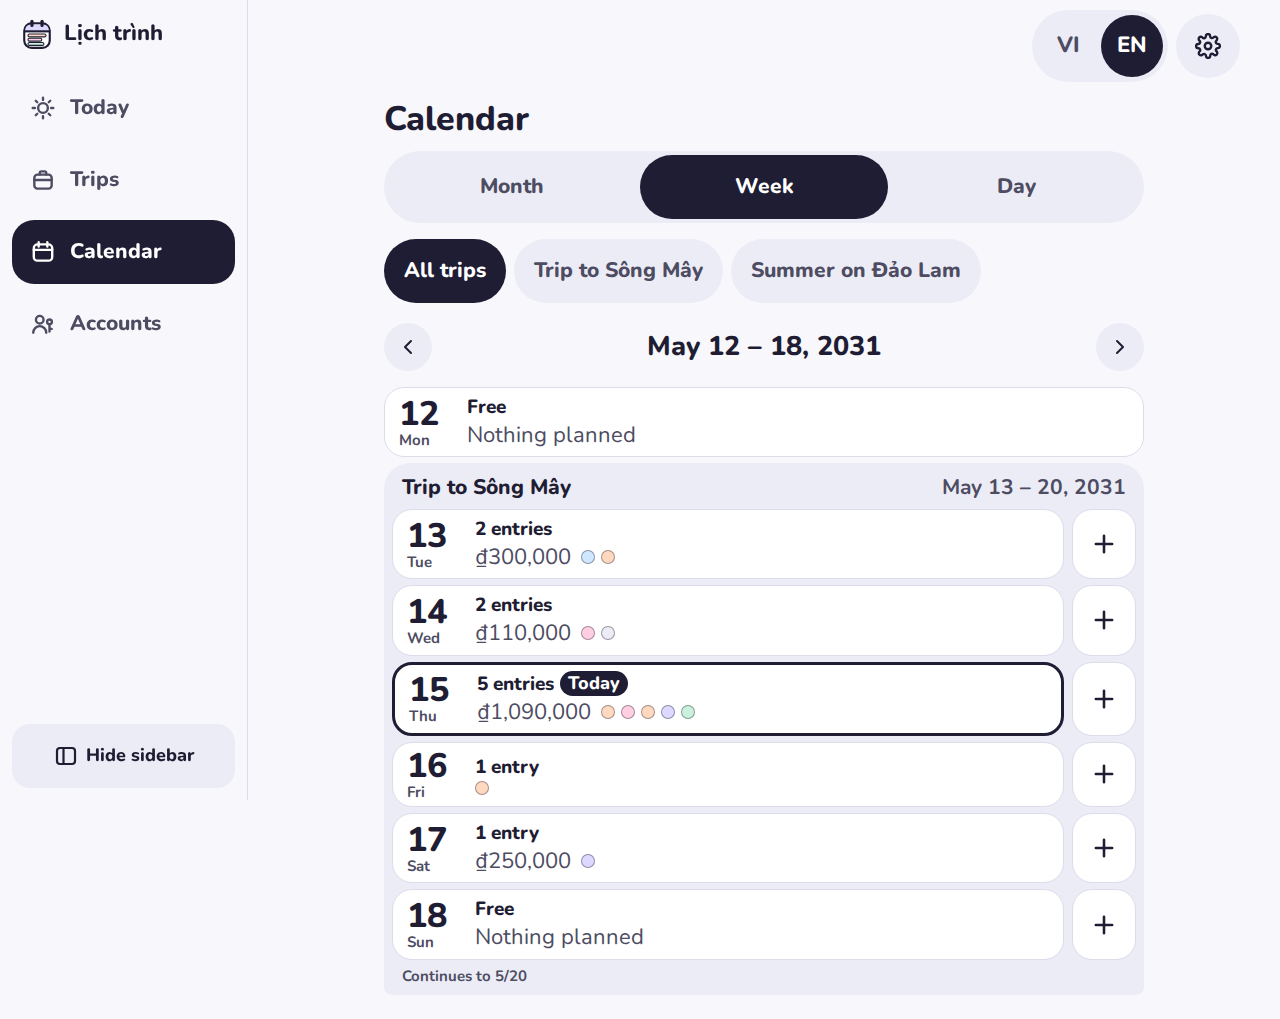 Lịch trình
VI
EN
Today
Trips
Calendar
Accounts
Hide sidebar
Calendar
Month
Week
Day
All trips
Trip to Sông Mây
Summer on Đảo Lam
May 12 – 18, 2031
12
Mon
Free
Nothing planned
Trip to Sông Mây
May 13 – 20, 2031
13
Tue
2 entries
₫300,000
14
Wed
2 entries
₫110,000
15
Thu
5 entries
Today
₫1,090,000
16
Fri
1 entry
17
Sat
1 entry
₫250,000
18
Sun
Free
Nothing planned
Continues to 5/20